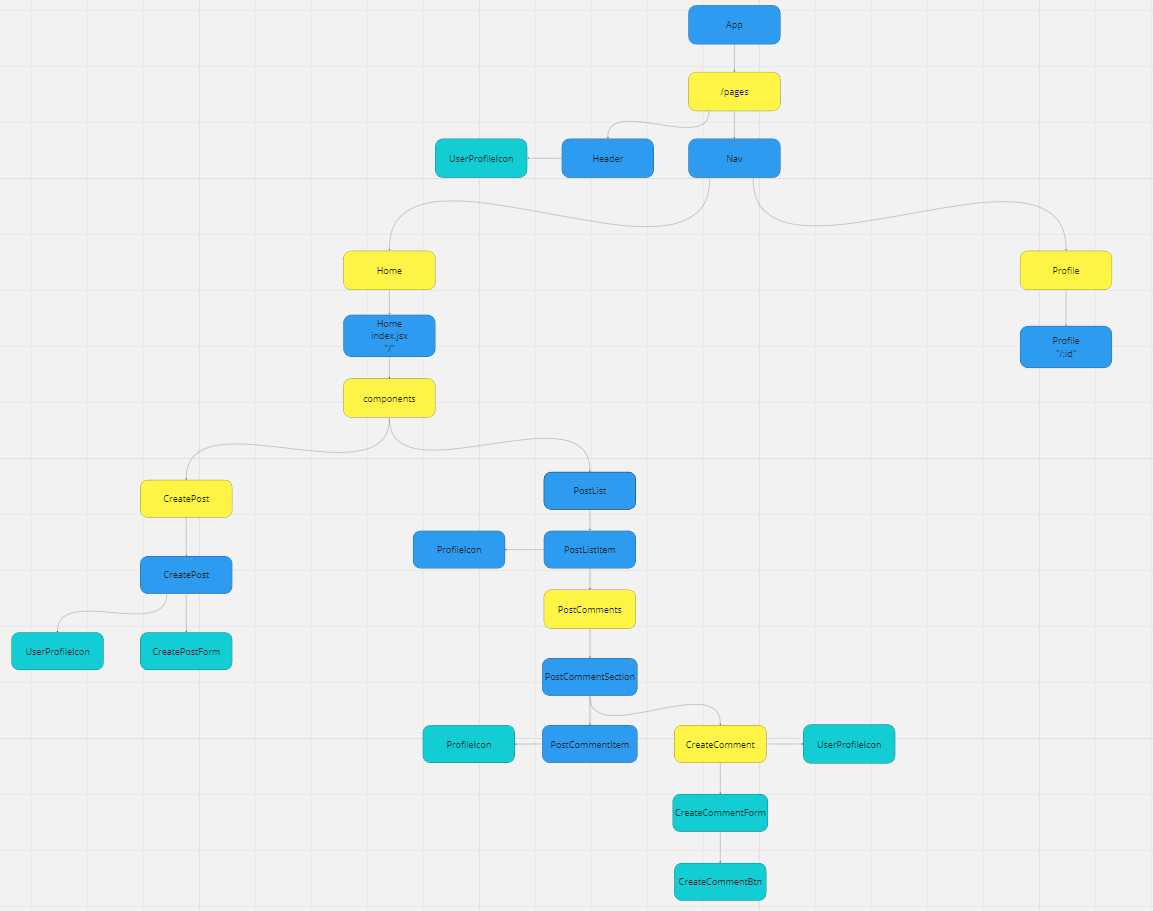 App
/pages
UserProfileIcon
Header
Nav
Home
Profile
Home
index.jsx
"/"
Profile
"/:id"
components
CreatePost
PostList
ProfileIcon
PostListItem
CreatePost
PostComments
UserProfileIcon
CreatePostForm
PostCommentSection
ProfileIcon
PostCommentItem
CreateComment
UserProfileIcon
CreateCommentForm
CreateCommentBtn